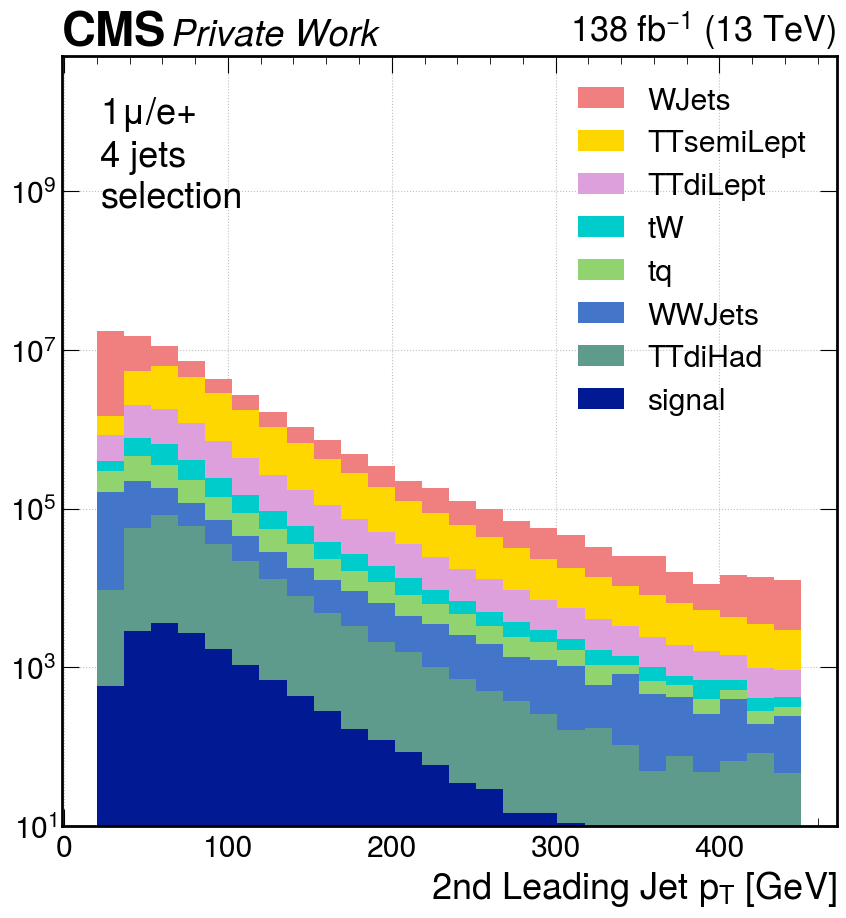 CMS Private Work 138 fb⁻¹ (13 TeV)
1μ/e+
4 jets
selection
WJets
TTsemiLept
TTdiLept
tW
tq
WWJets
TTdiHad
signal
10⁹
10⁷
10⁵
10³
10¹
0 100 200 300 400
2nd Leading Jet p_T [GeV]